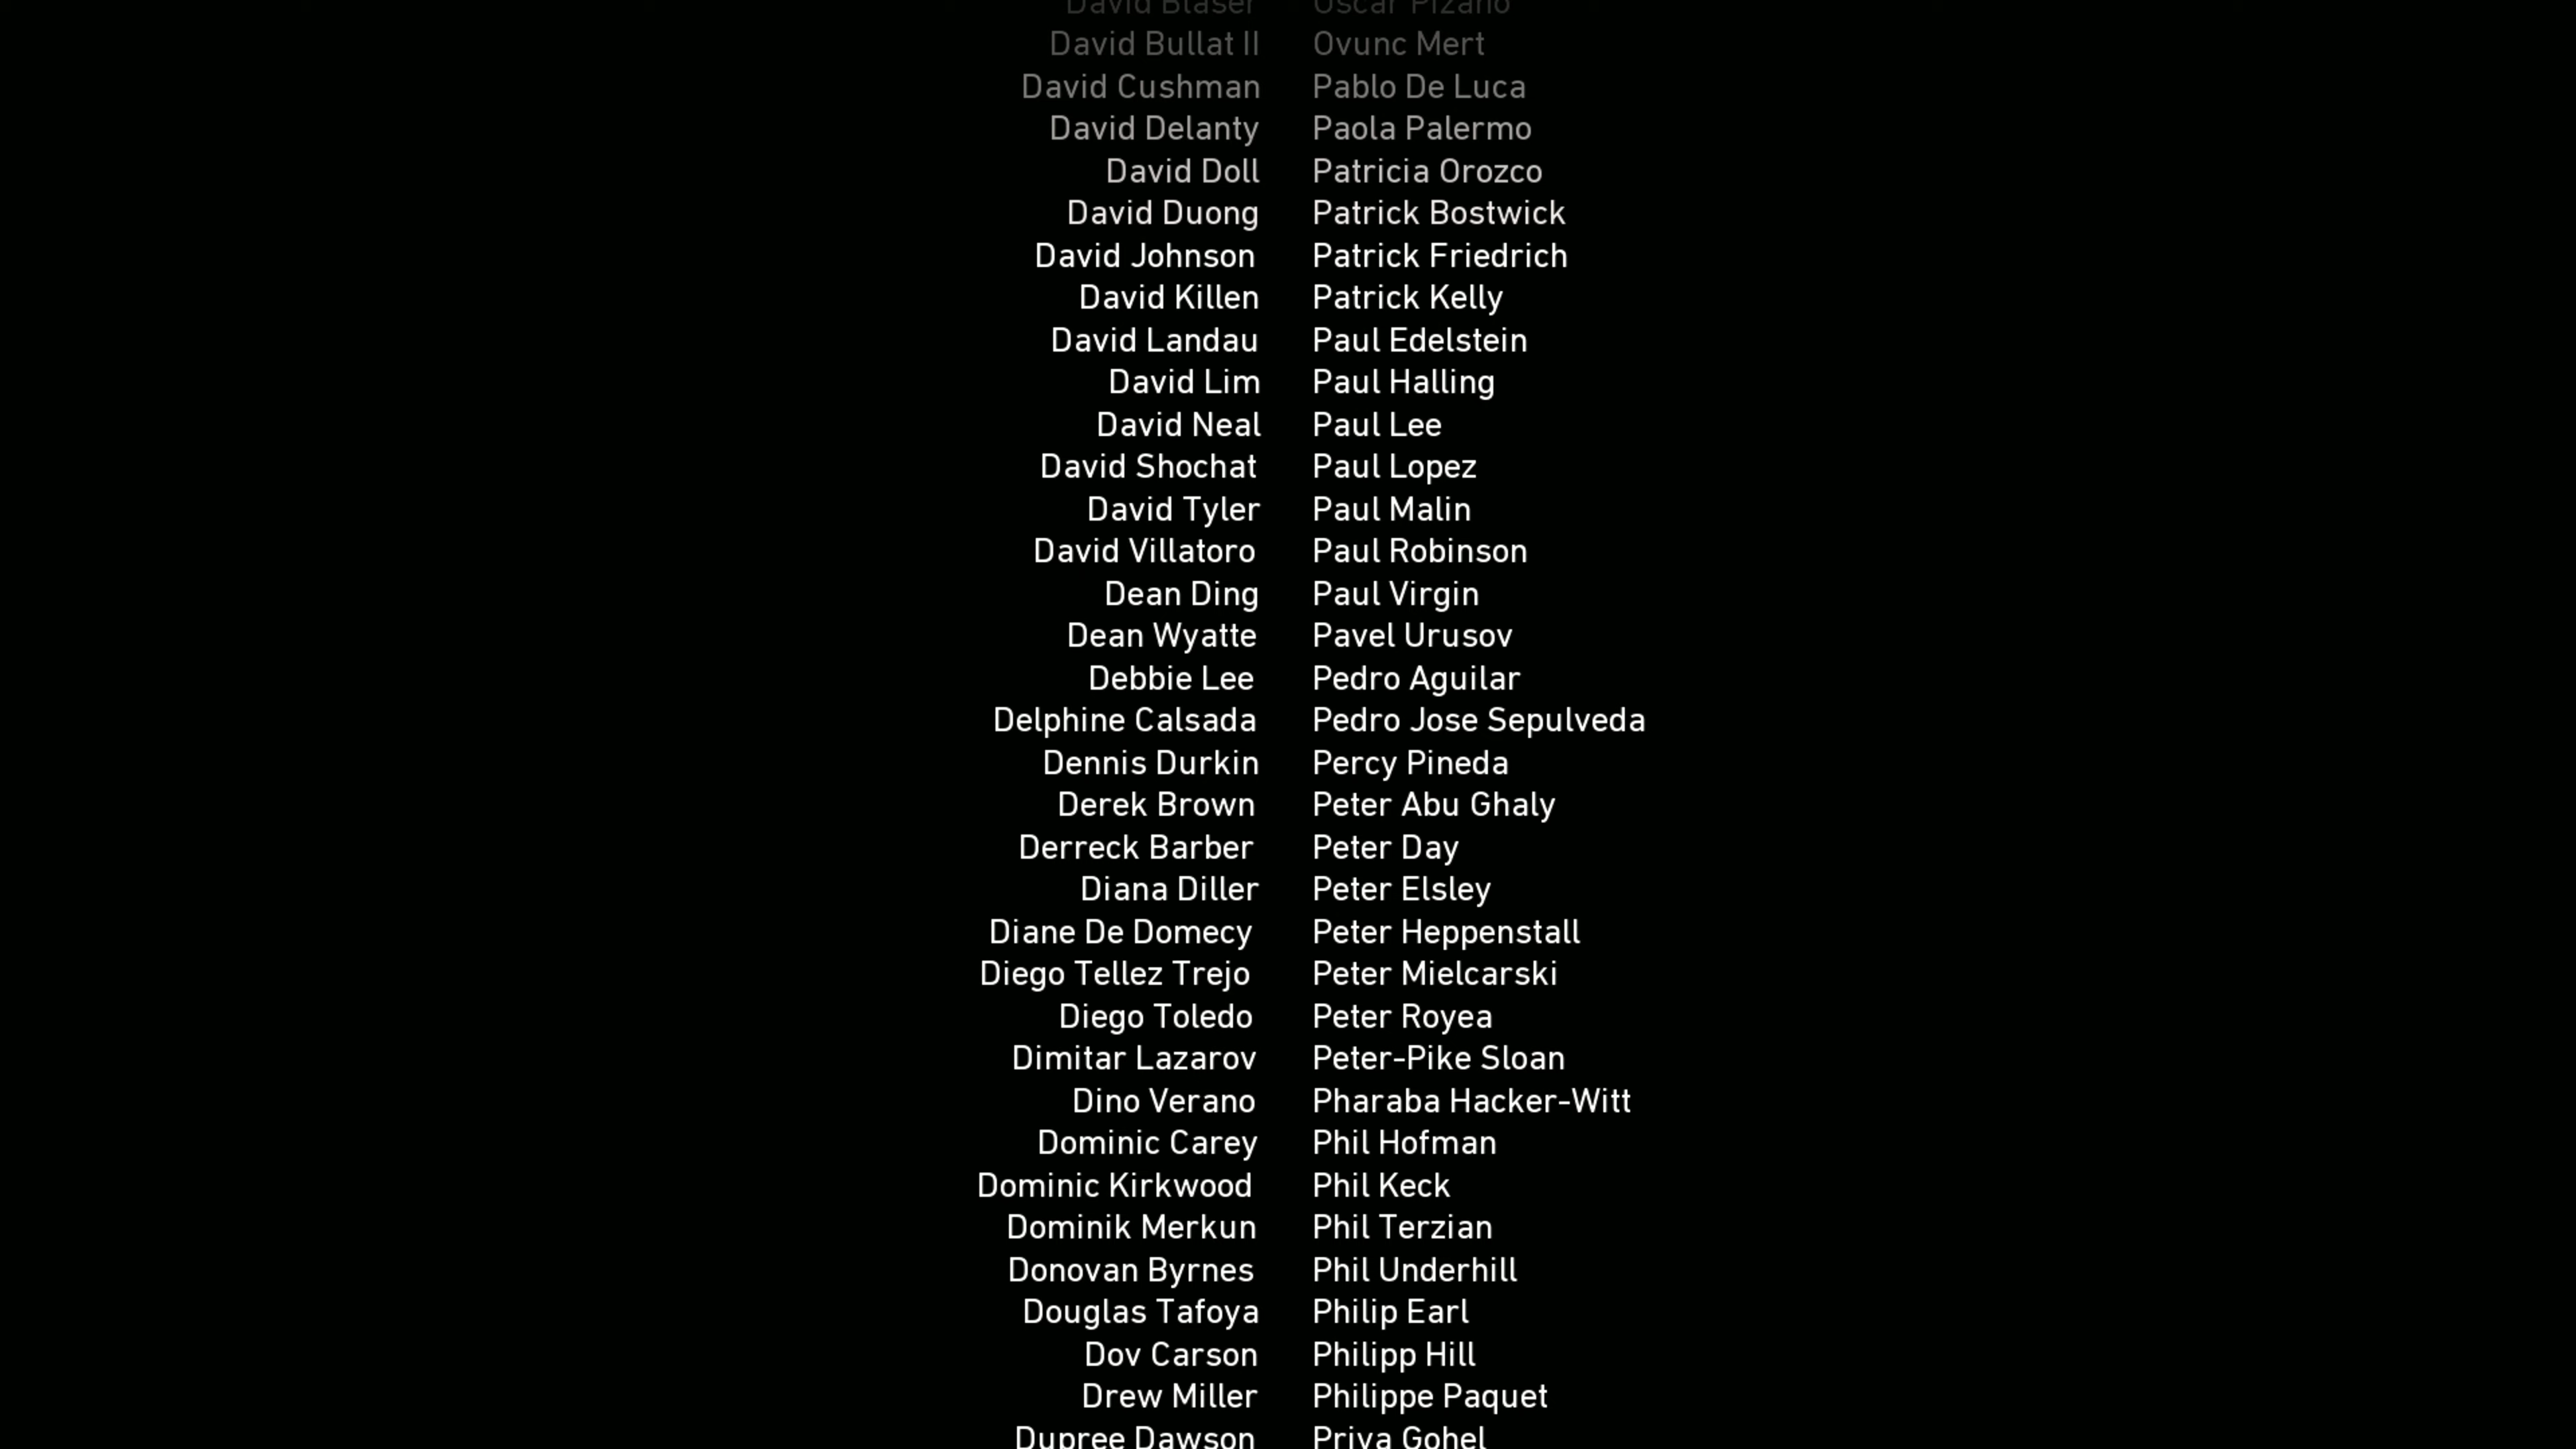 David Blaser Oscar Pizano
David Bullat II Ovunc Mert
David Cushman Pablo De Luca
David Delanty Paola Palermo
David Doll Patricia Orozco
David Duong Patrick Bostwick
David Johnson Patrick Friedrich
David Killen Patrick Kelly
David Landau Paul Edelstein
David Lim Paul Halling
David Neal Paul Lee
David Shochat Paul Lopez
David Tyler Paul Malin
David Villatoro Paul Robinson
Dean Ding Paul Virgin
Dean Wyatte Pavel Urusov
Debbie Lee Pedro Aguilar
Delphine Calsada Pedro Jose Sepulveda
Dennis Durkin Percy Pineda
Derek Brown Peter Abu Ghaly
Derreck Barber Peter Day
Diana Diller Peter Elsley
Diane De Domecy Peter Heppenstall
Diego Tellez Trejo Peter Mielcarski
Diego Toledo Peter Royea
Dimitar Lazarov Peter-Pike Sloan
Dino Verano Pharaba Hacker-Witt
Dominic Carey Phil Hofman
Dominic Kirkwood Phil Keck
Dominik Merkun Phil Terzian
Donovan Byrnes Phil Underhill
Douglas Tafoya Philip Earl
Dov Carson Philipp Hill
Drew Miller Philippe Paquet
Dupree Dawson Priya Gohel